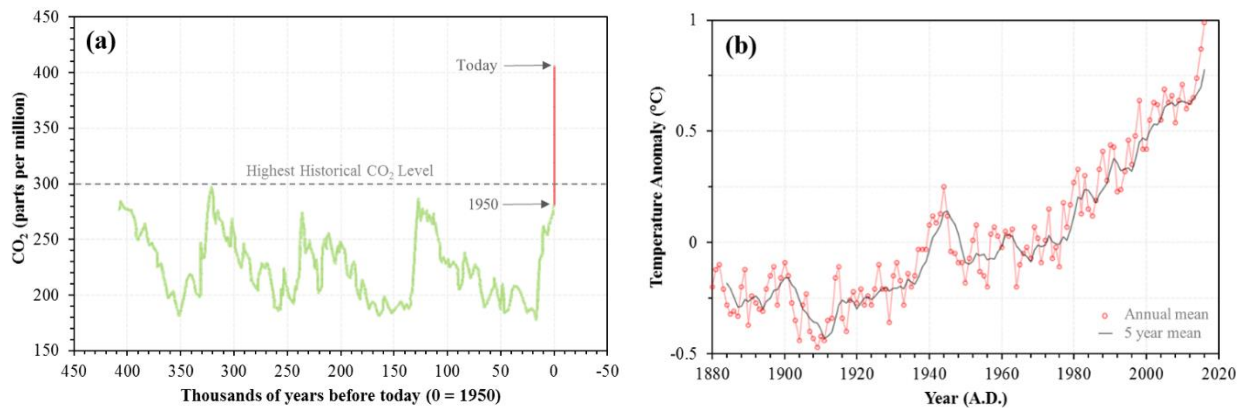 (a)
CO₂ (parts per million)
450
400
350
300
250
200
150
Today
Highest Historical CO₂ Level
1950
450 400 350 300 250 200 150 100 50 0 -50
Thousands of years before today (0 = 1950)
(b)
Temperature Anomaly (°C)
1
0.5
0
-0.5
Annual mean
5 year mean
1880 1900 1920 1940 1960 1980 2000 2020
Year (A.D.)